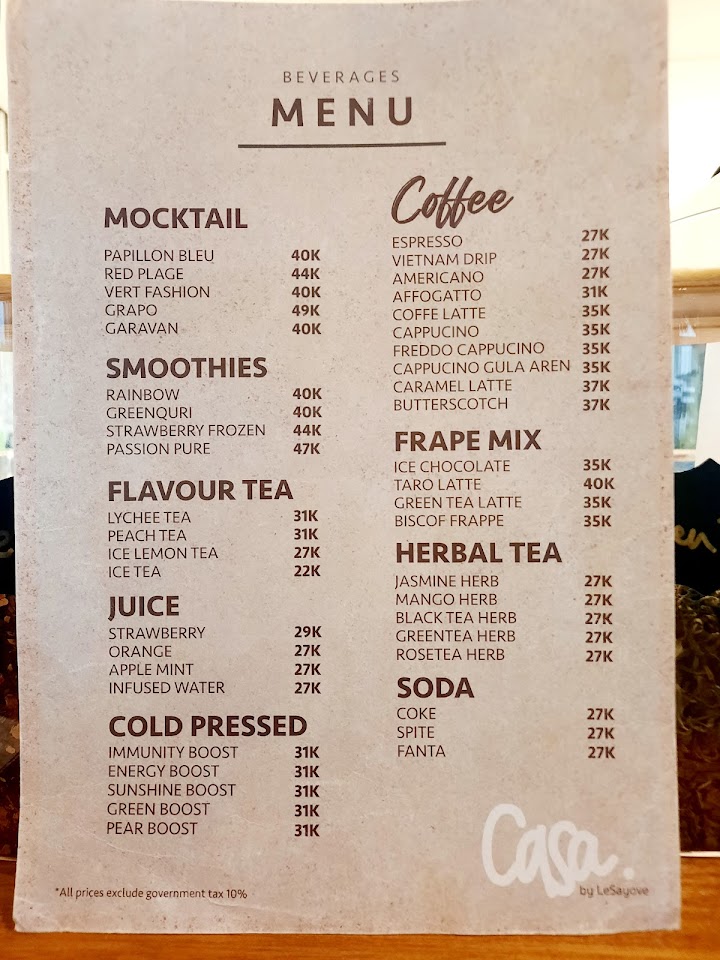 BEVERAGES
MENU
MOCKTAIL
PAPILLON BLEU 40K
RED PLAGE 44K
VERT FASHION 40K
GRAPO 49K
GARAVAN 40K
SMOOTHIES
RAINBOW 40K
GREENQURI 40K
STRAWBERRY FROZEN 44K
PASSION PURE 47K
FLAVOUR TEA
LYCHEE TEA 31K
PEACH TEA 31K
ICE LEMON TEA 27K
ICE TEA 22K
JUICE
STRAWBERRY 29K
ORANGE 27K
APPLE MINT 27K
INFUSED WATER 27K
COLD PRESSED
IMMUNITY BOOST 31K
ENERGY BOOST 31K
SUNSHINE BOOST 31K
GREEN BOOST 31K
PEAR BOOST 31K
Coffee
ESPRESSO 27K
VIETNAM DRIP 27K
AMERICANO 27K
AFFOGATTO 31K
COFFE LATTE 35K
CAPPUCINO 35K
FREDDO CAPPUCINO 35K
CAPPUCINO GULA AREN 35K
CARAMEL LATTE 37K
BUTTERSCOTCH 37K
FRAPE MIX
ICE CHOCOLATE 35K
TARO LATTE 40K
GREEN TEA LATTE 35K
BISCOF FRAPPE 35K
HERBAL TEA
JASMINE HERB 27K
MANGO HERB 27K
BLACK TEA HERB 27K
GREENTEA HERB 27K
ROSETEA HERB 27K
SODA
COKE 27K
SPITE 27K
FANTA 27K
Casa.
by LeSayove
*All prices exclude government tax 10%